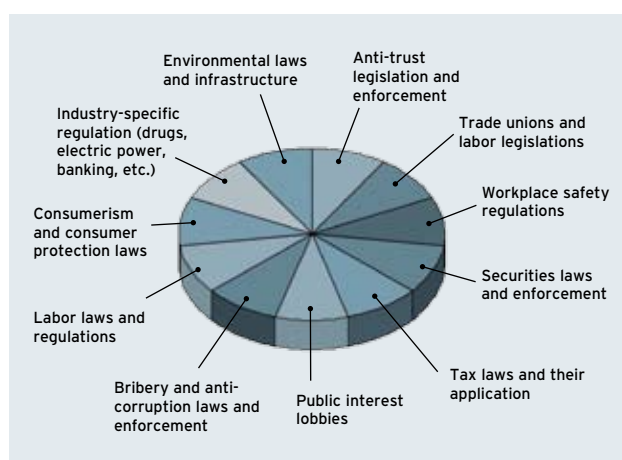 Environmental laws
and infrastructure
Anti-trust
legislation and
enforcement
Trade unions and
labor legislations
Workplace safety
regulations
Securities laws
and enforcement
Tax laws and their
application
Public interest
lobbies
Bribery and anti-
corruption laws and
enforcement
Labor laws and
regulations
Consumerism
and consumer
protection laws
Industry-specific
regulation (drugs,
electric power,
banking, etc.)